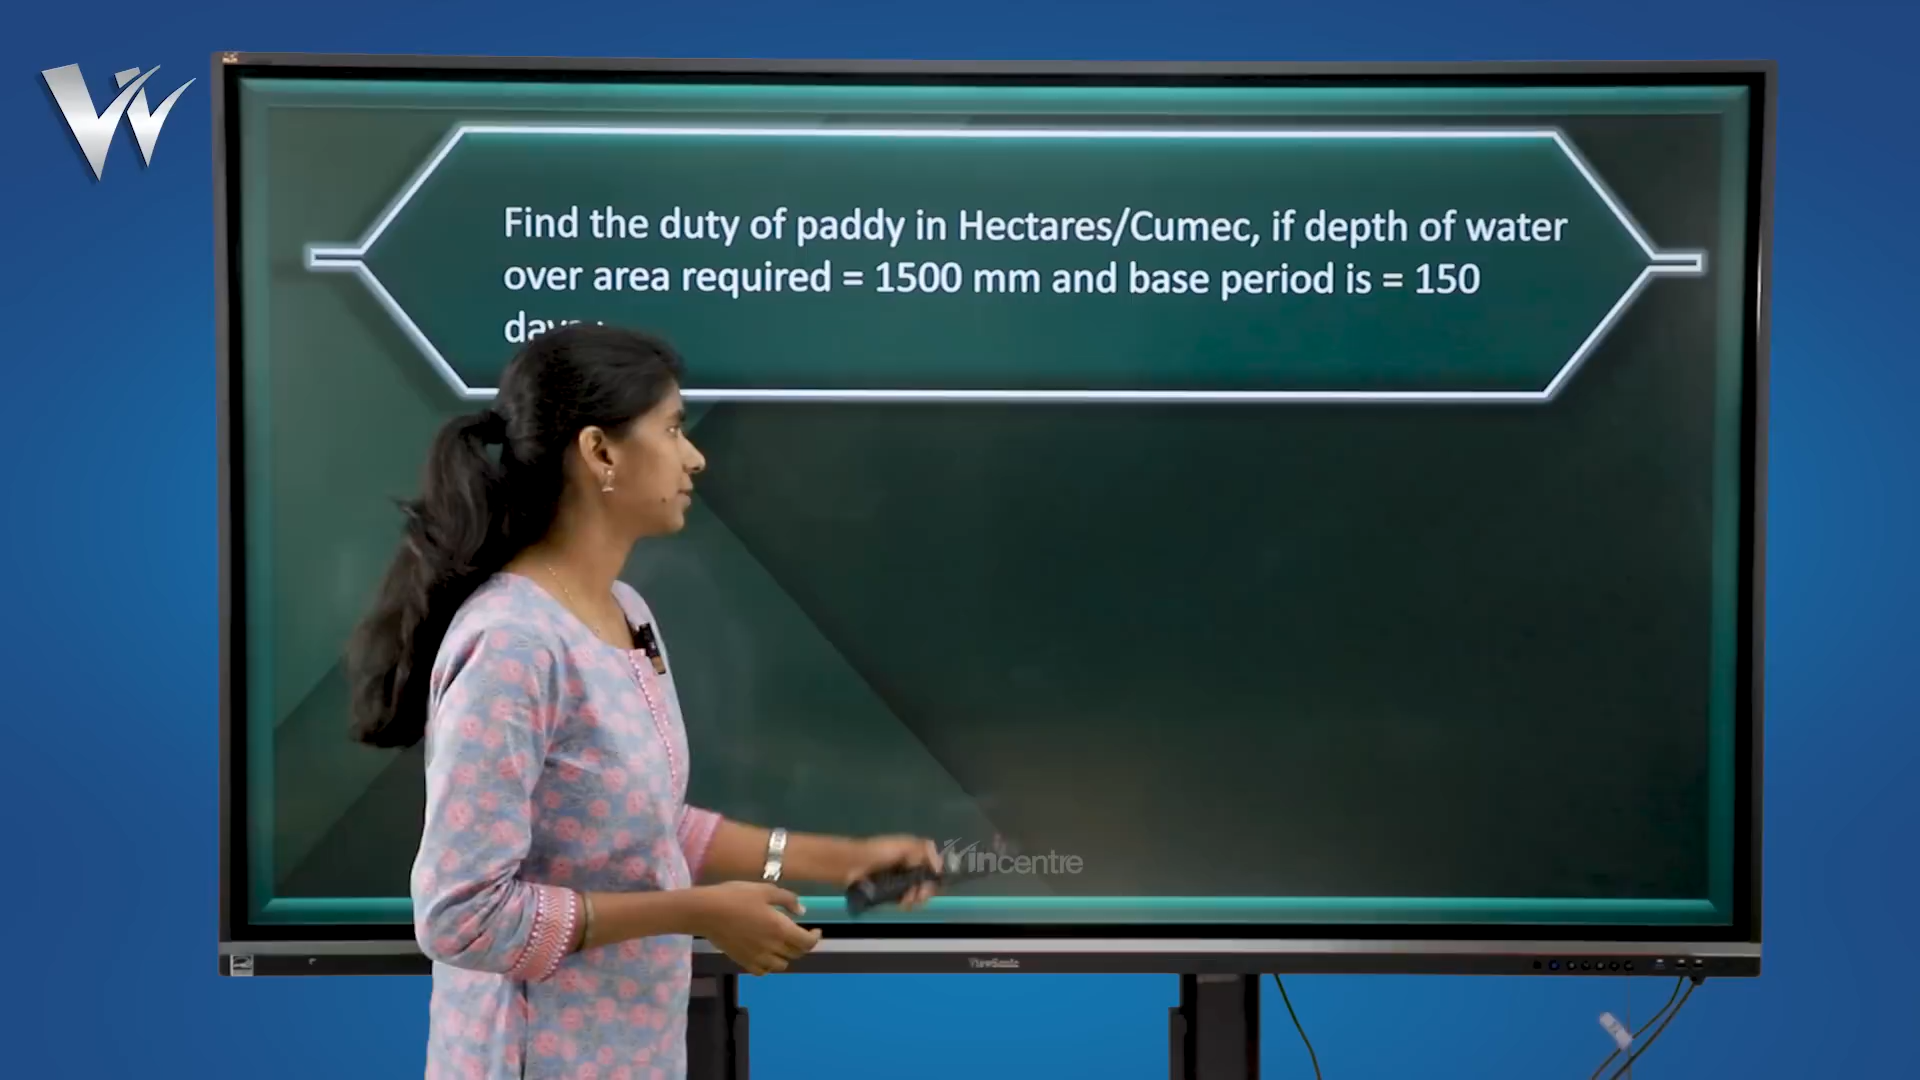 Find the duty of paddy in Hectares/Cumec, if depth of water
over area required = 1500 mm and base period is = 150
Wincentre
ViewSonic